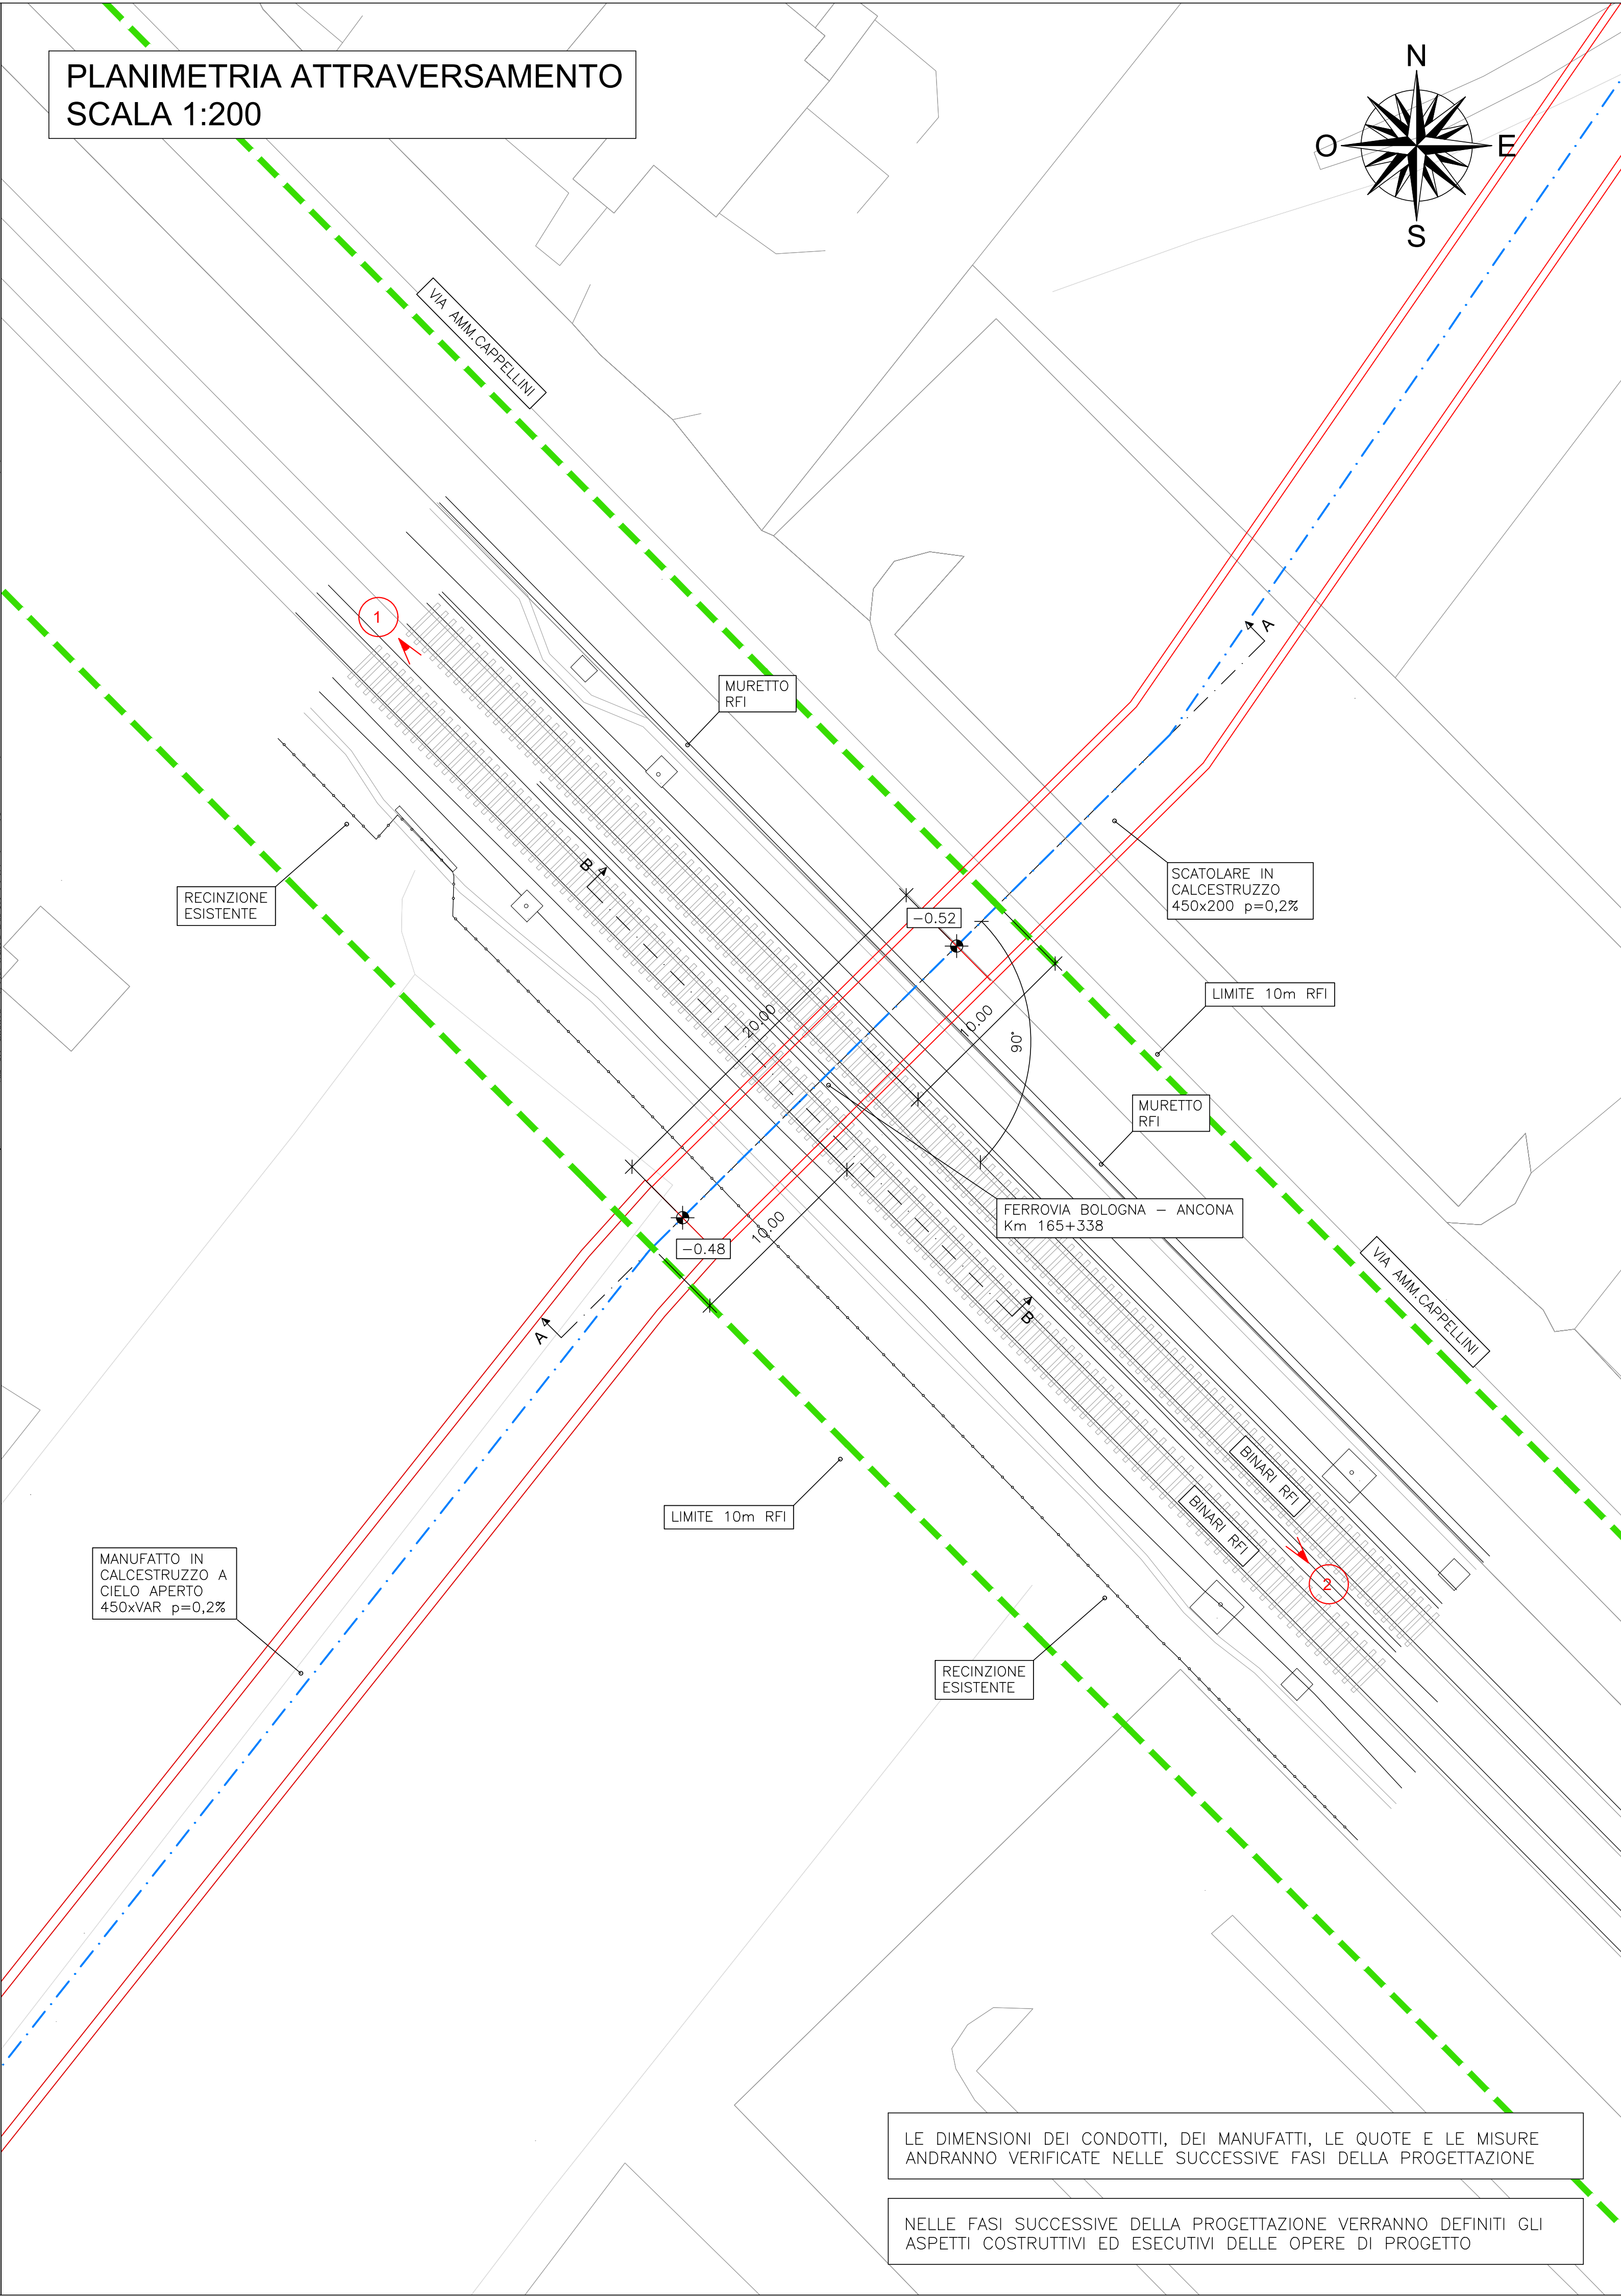 PLANIMETRIA ATTRAVERSAMENTO
SCALA 1:200
N
O
E
S
VIA AMM.CAPPELLINI
1
MURETTO
RFI
A
B
RECINZIONE
ESISTENTE
SCATOLARE IN
CALCESTRUZZO
450x200 p=0,2%
-0.52
LIMITE 10m RFI
20.00
10.00
90°
MURETTO
RFI
FERROVIA BOLOGNA - ANCONA
Km 165+338
10.00
-0.48
VIA AMM.CAPPELLINI
A
B
BINARI RFI
BINARI RFI
LIMITE 10m RFI
MANUFATTO IN
CALCESTRUZZO A
CIELO APERTO
450xVAR p=0,2%
2
RECINZIONE
ESISTENTE
LE DIMENSIONI DEI CONDOTTI, DEI MANUFATTI, LE QUOTE E LE MISURE
ANDRANNO VERIFICATE NELLE SUCCESSIVE FASI DELLA PROGETTAZIONE
NELLE FASI SUCCESSIVE DELLA PROGETTAZIONE VERRANNO DEFINITI GLI
ASPETTI COSTRUTTIVI ED ESECUTIVI DELLE OPERE DI PROGETTO